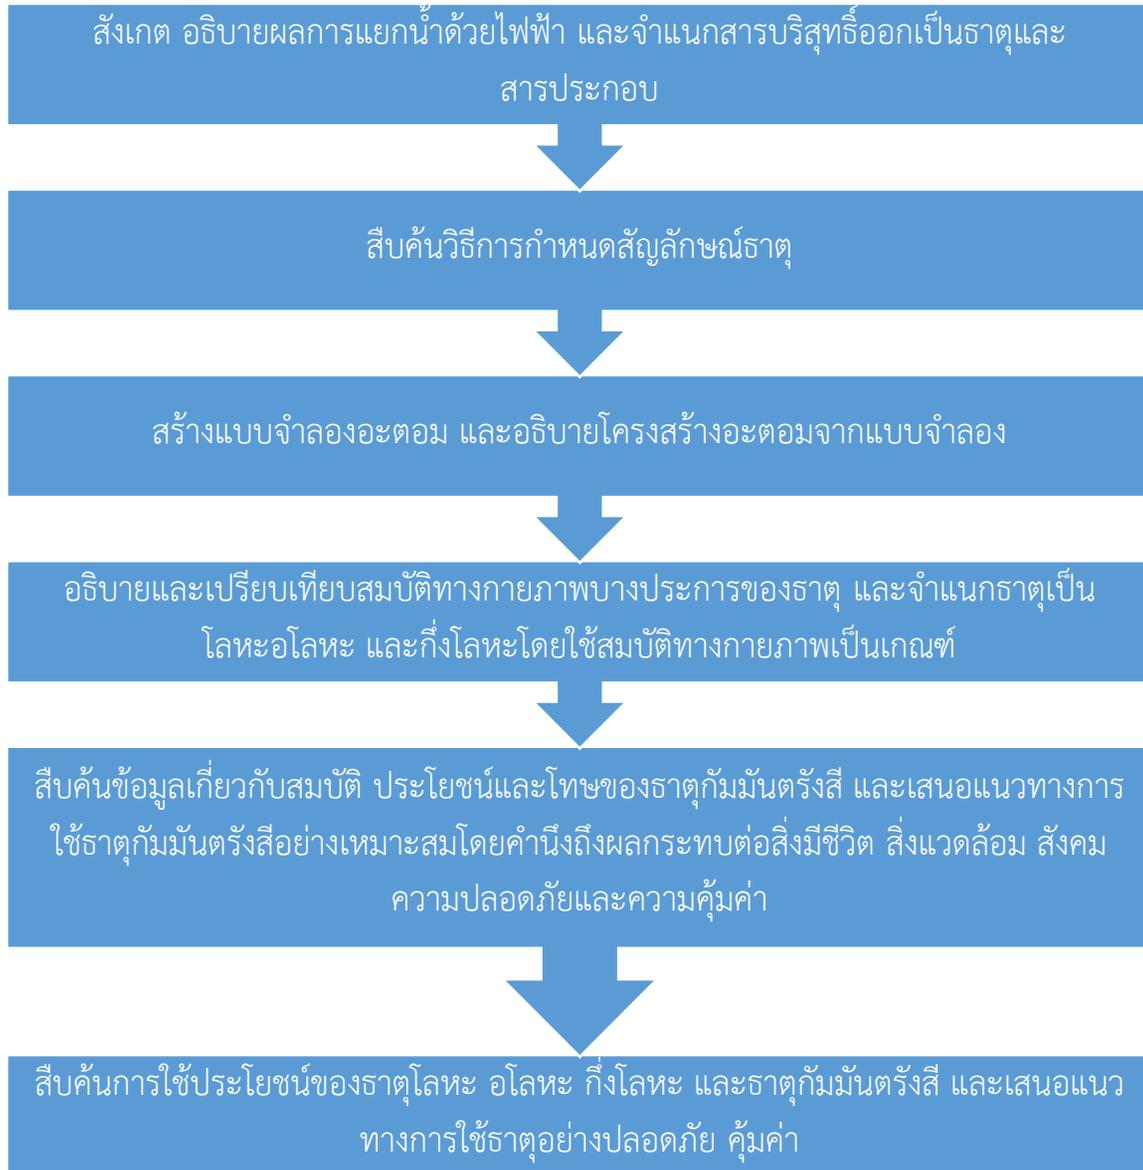 สังเกต อธิบายผลการแยกน้ำด้วยไฟฟ้า และจำแนกสารบริสุทธิ์ออกเป็นธาตุและ
สารประกอบ
สืบค้นวิธีการกำหนดสัญลักษณ์ธาตุ
สร้างแบบจำลองอะตอม และอธิบายโครงสร้างอะตอมจากแบบจำลอง
อธิบายและเปรียบเทียบสมบัติทางกายภาพบางประการของธาตุ และจำแนกธาตุเป็น
โลหะอโลหะ และกึ่งโลหะโดยใช้สมบัติทางกายภาพเป็นเกณฑ์
สืบค้นข้อมูลเกี่ยวกับสมบัติ ประโยชน์และโทษของธาตุกัมมันตรังสี และเสนอแนวทางการ
ใช้ธาตุกัมมันตรังสีอย่างเหมาะสมโดยคำนึงถึงผลกระทบต่อสิ่งมีชีวิต สิ่งแวดล้อม สังคม
ความปลอดภัยและความคุ้มค่า
สืบค้นการใช้ประโยชน์ของธาตุโลหะ อโลหะ กึ่งโลหะ และธาตุกัมมันตรังสี และเสนอแนว
ทางการใช้ธาตุอย่างปลอดภัย คุ้มค่า